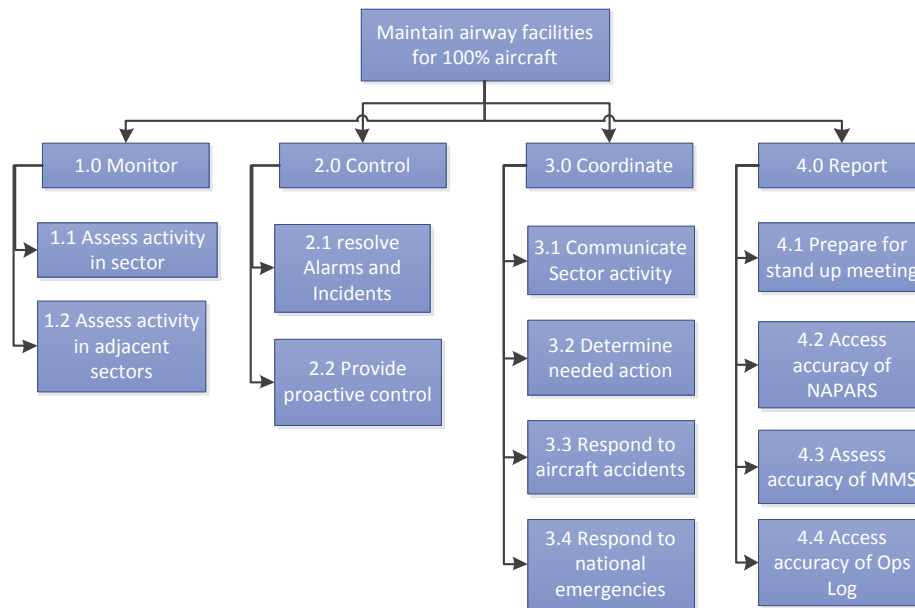 Maintain airway facilities
for 100% aircraft
1.0 Monitor
2.0 Control
3.0 Coordinate
4.0 Report
1.1 Assess activity
in sector
1.2 Assess activity
in adjacent
sectors
2.1 resolve
Alarms and
Incidents
2.2 Provide
proactive control
3.1 Communicate
Sector activity
3.2 Determine
needed action
3.3 Respond to
aircraft accidents
3.4 Respond to
national
emergencies
4.1 Prepare for
stand up meeting
4.2 Access
accuracy of
NAPARS
4.3 Assess
accuracy of MMS
4.4 Access
accuracy of Ops
Log